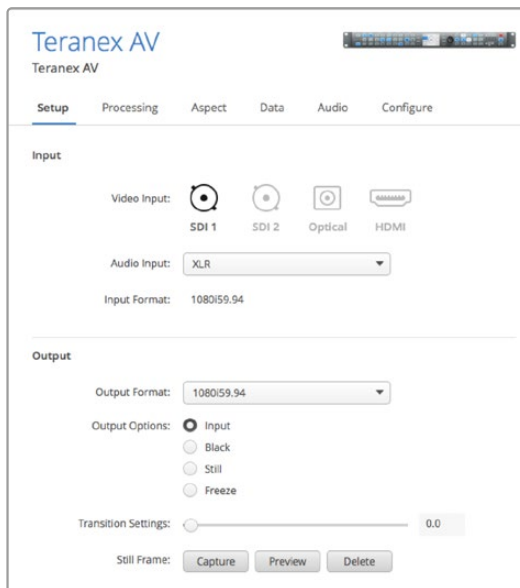 Teranex AV
Teranex AV
Setup Processing Aspect Data Audio Configure
Input
Video Input:
SDI 1 SDI 2 Optical HDMI
Audio Input: XLR
Input Format: 1080i59.94
Output
Output Format: 1080i59.94
Output Options: Input
Black
Still
Freeze
Transition Settings: 0.0
Still Frame: Capture Preview Delete